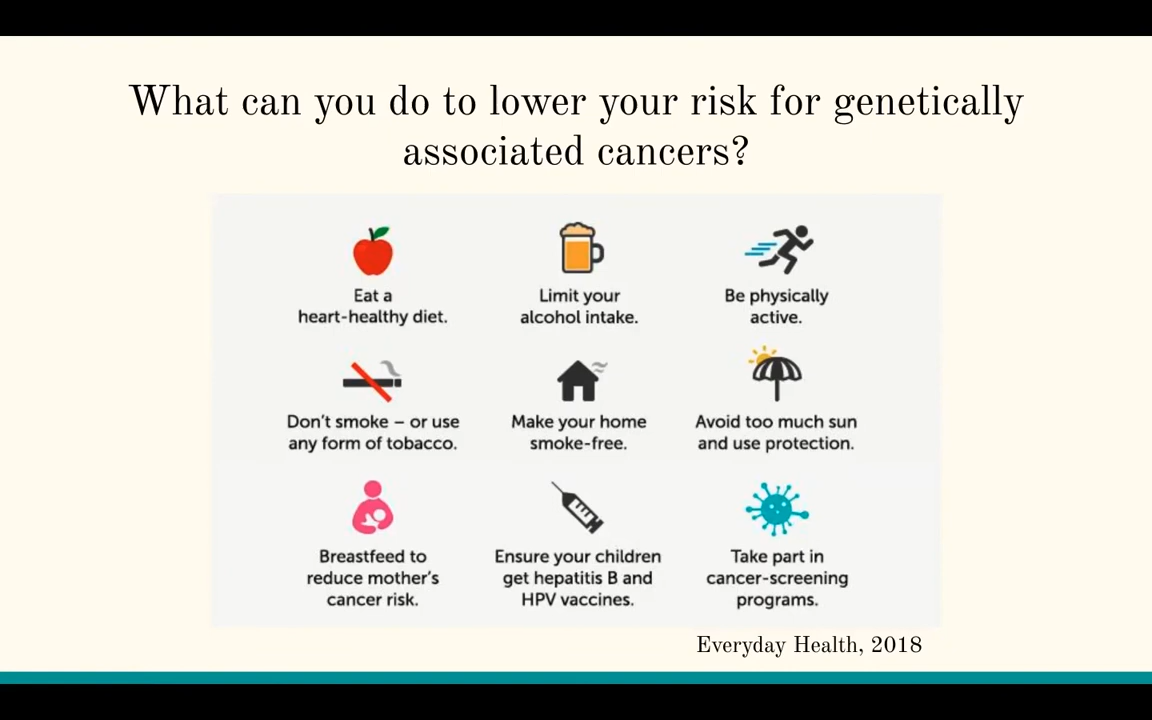 What can you do to lower your risk for genetically
associated cancers?
Eat a
heart-healthy diet.
Limit your
alcohol intake.
Be physically
active.
Don't smoke – or use
any form of tobacco.
Make your home
smoke-free.
Avoid too much sun
and use protection.
Breastfeed to
reduce mother's
cancer risk.
Ensure your children
get hepatitis B and
HPV vaccines.
Take part in
cancer-screening
programs.
Everyday Health, 2018